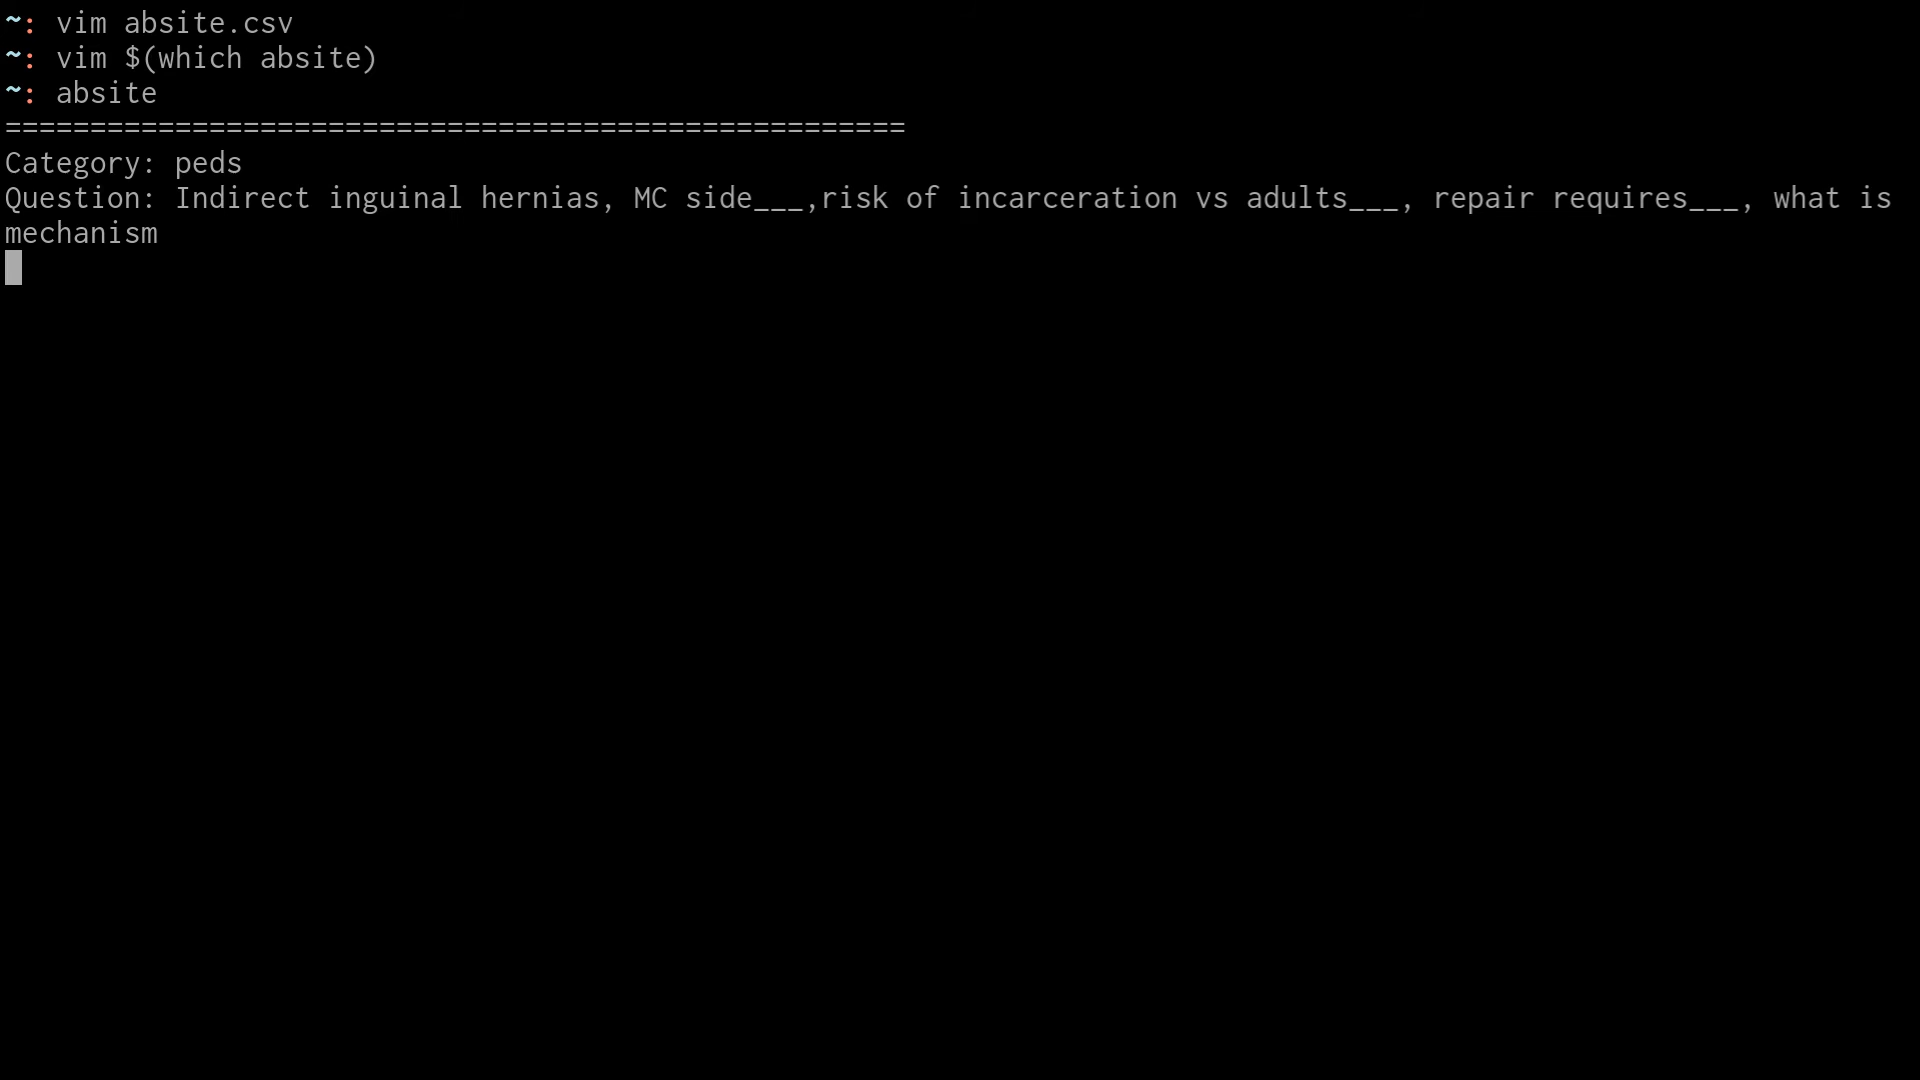 ~: vim absite.csv
~: vim $(which absite)
~: absite
=====================================================
Category: peds
Question: Indirect inguinal hernias, MC side___,risk of incarceration vs adults___, repair requires___, what is
mechanism